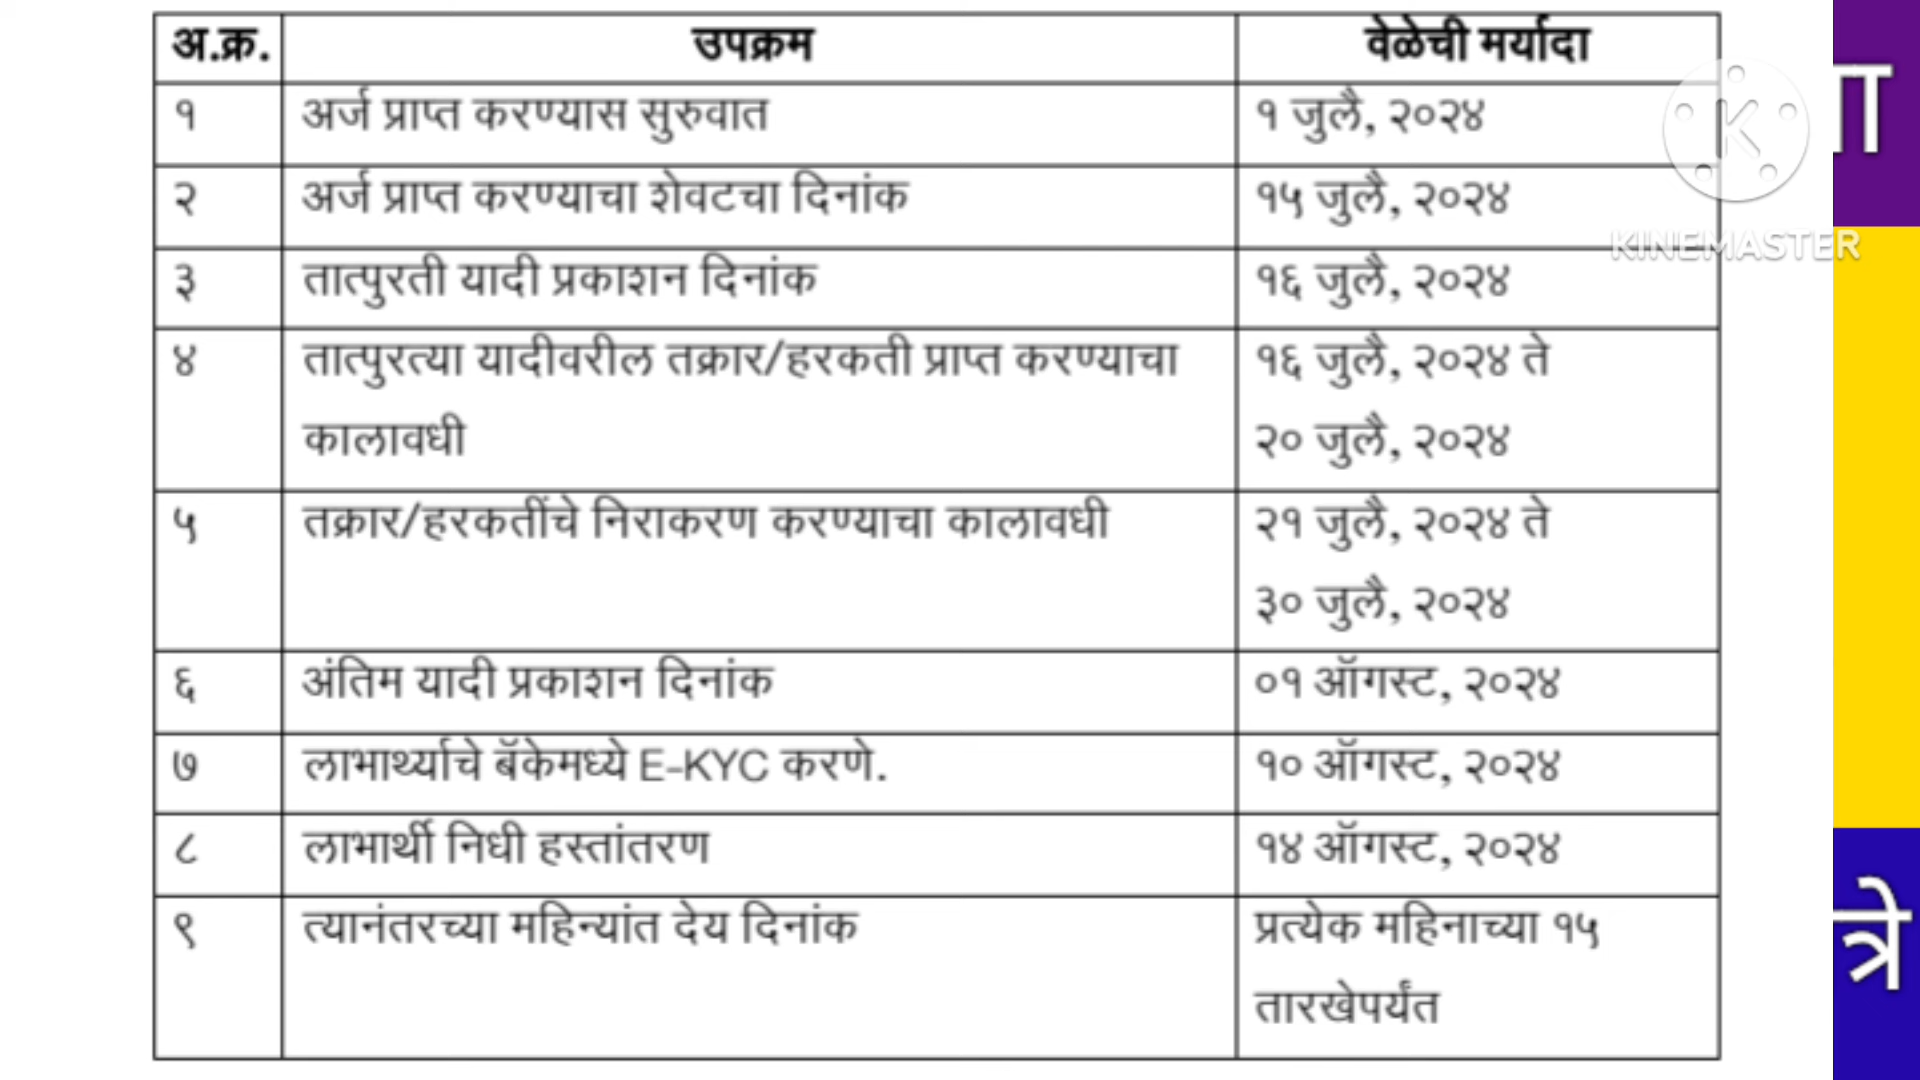 अ.क्र. उपक्रम वेळेची मर्यादा
१ अर्ज प्राप्त करण्यास सुरुवात १ जुलै, २०२४
२ अर्ज प्राप्त करण्याचा शेवटचा दिनांक १५ जुलै, २०२४
३ तात्पुरती यादी प्रकाशन दिनांक १६ जुलै, २०२४
४ तात्पुरत्या यादीवरील तक्रार/हरकती प्राप्त करण्याचा १६ जुलै, २०२४ ते
कालावधी २० जुलै, २०२४
५ तक्रार/हरकतींचे निराकरण करण्याचा कालावधी २१ जुलै, २०२४ ते
३० जुलै, २०२४
६ अंतिम यादी प्रकाशन दिनांक ०१ ऑगस्ट, २०२४
७ लाभार्थ्याचे बॅकेमध्ये E-KYC करणे. १० ऑगस्ट, २०२४
८ लाभार्थी निधी हस्तांतरण १४ ऑगस्ट, २०२४
९ त्यानंतरच्या महिन्यांत देय दिनांक प्रत्येक महिनाच्या १५
तारखेपर्यंत
K
KINEMASTER
त्रे